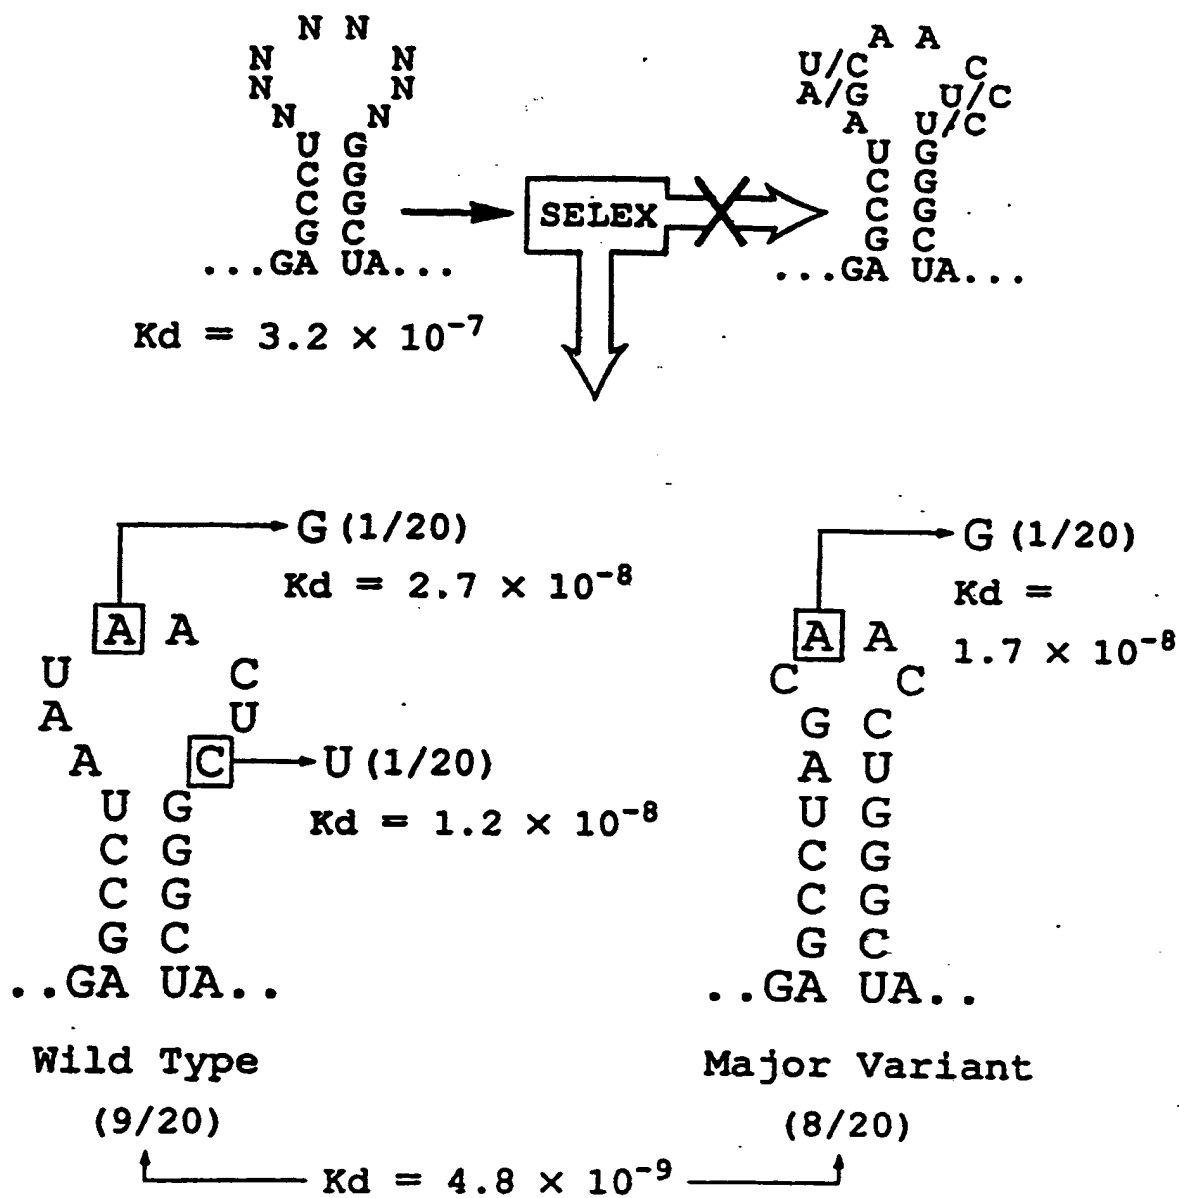 N N
N N
N N
N N
U G
C G
C G
G C
...GA UA...
Kd = 3.2 × 10⁻⁷
SELEX
A A
U/C C
A/G U/C
A U/C
U G
C G
C G
G C
...GA UA...
G (1/20)
Kd = 2.7 × 10⁻⁸
A A
U C
A U
A C
U (1/20)
Kd = 1.2 × 10⁻⁸
U G
C G
C G
G C
..GA UA..
Wild Type
(9/20)
G (1/20)
Kd =
1.7 × 10⁻⁸
A A
C C
G C
A U
U G
C G
C G
G C
..GA UA..
Major Variant
(8/20)
Kd = 4.8 × 10⁻⁹